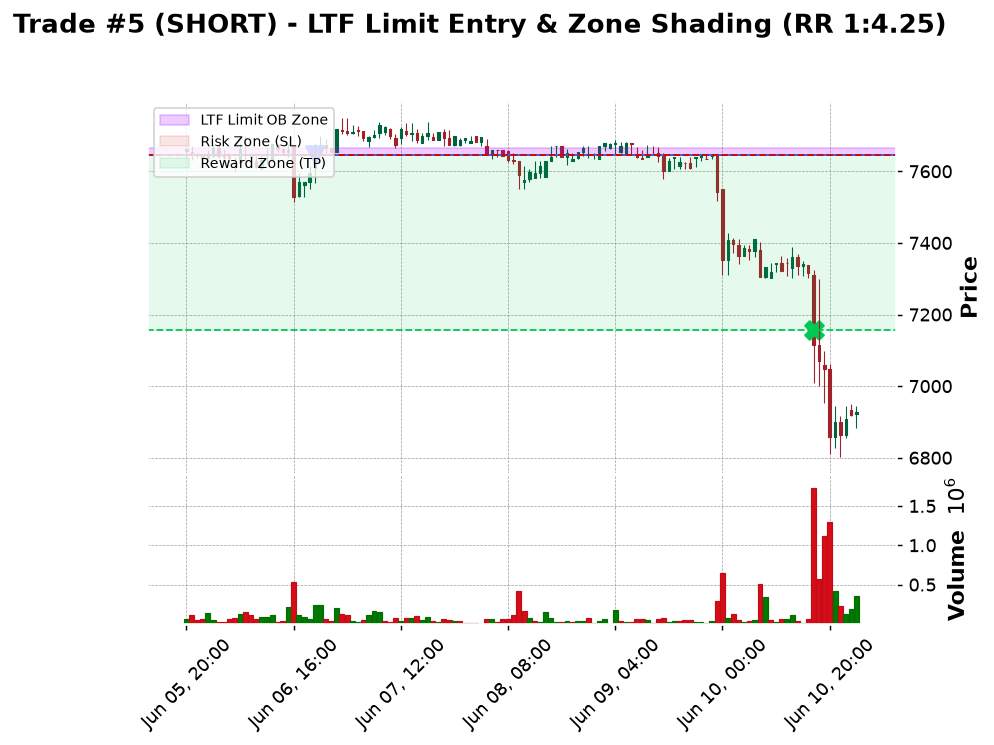 Trade #5 (SHORT) - LTF Limit Entry & Zone Shading (RR 1:4.25)
LTF Limit OB Zone
Risk Zone (SL)
Reward Zone (TP)
7600
7400
7200
7000
6800
Price
1.5
1.0
0.5
Volume 10^6
Jun 05, 20:00
Jun 06, 16:00
Jun 07, 12:00
Jun 08, 08:00
Jun 09, 04:00
Jun 10, 00:00
Jun 10, 20:00